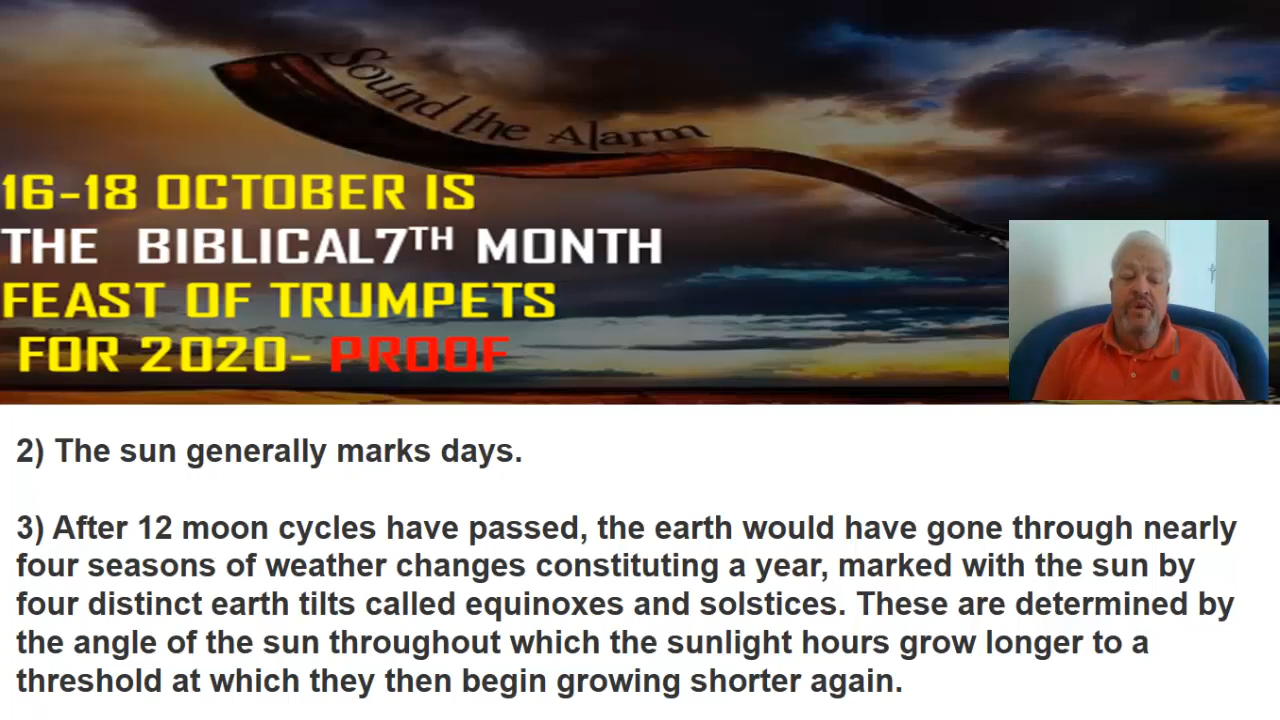 Sound the Alarm
16-18 OCTOBER IS
THE BIBLICAL7TH MONTH
FEAST OF TRUMPETS
FOR 2020- PROOF
2) The sun generally marks days.
3) After 12 moon cycles have passed, the earth would have gone through nearly
four seasons of weather changes constituting a year, marked with the sun by
four distinct earth tilts called equinoxes and solstices. These are determined by
the angle of the sun throughout which the sunlight hours grow longer to a
threshold at which they then begin growing shorter again.